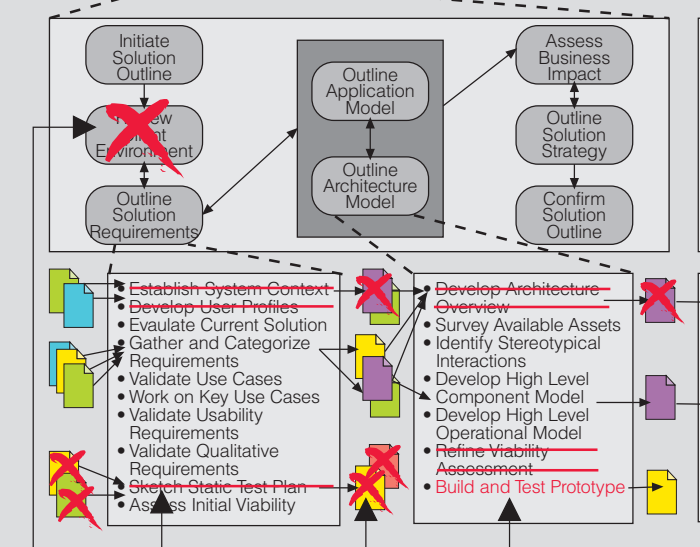 Initiate
Solution
Outline
Environment
Outline
Solution
Requirements
Outline
Application
Model
Outline
Architecture
Model
Assess
Business
Impact
Outline
Solution
Strategy
Confirm
Solution
Outline
• Establish System Context
• Develop User Profiles
• Evaulate Current Solution
• Gather and Categorize
Requirements
• Validate Use Cases
• Work on Key Use Cases
• Validate Usability
Requirements
• Validate Qualitative
Requirements
• Sketch Static Test Plan
• Assess Initial Viability
• Develop Architecture
Overview
• Survey Available Assets
• Identify Stereotypical
Interactions
• Develop High Level
Component Model
• Develop High Level
Operational Model
• Refine Viability
Assessment
• Build and Test Prototype